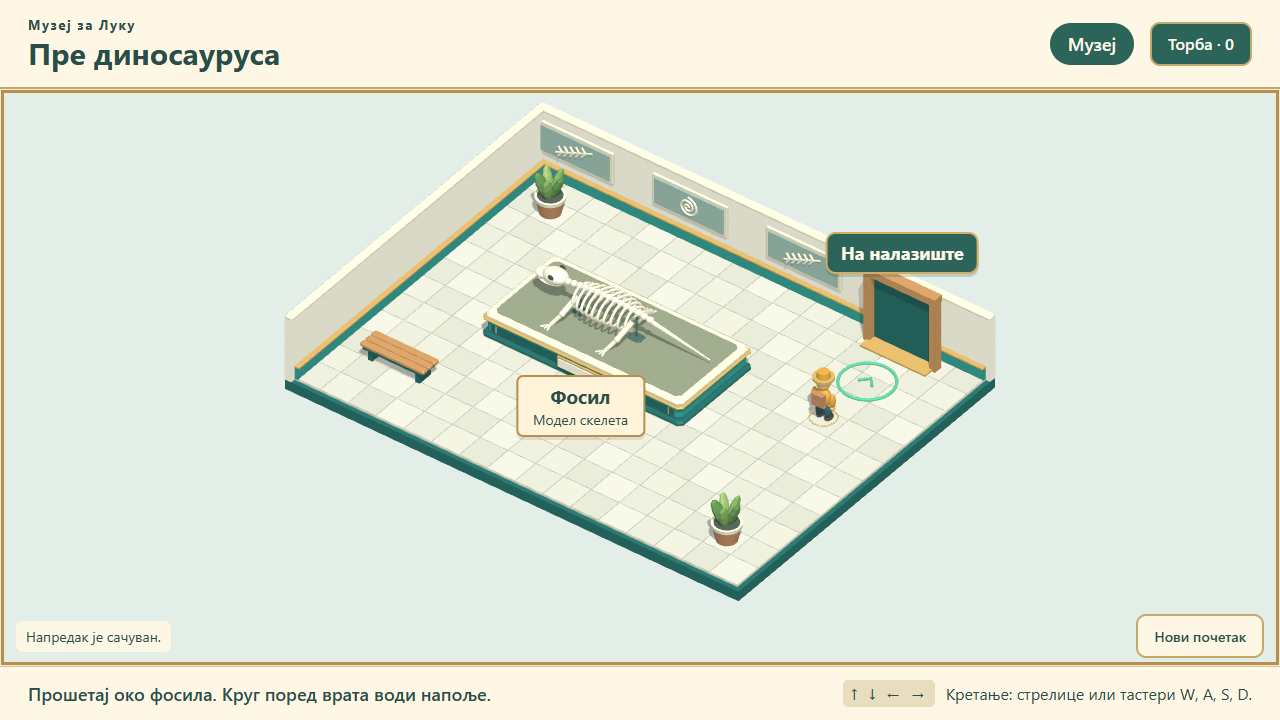 Музеј за Луку
Пре диносауруса
Музеј
Торба · 0
На налазиште
Фосил
Модел скелета
Напредак је сачуван.
Нови почетак
Прошетај око фосила. Круг поред врата води напоље.
↑ ↓ ← → Кретање: стрелице или тастери W, A, S, D.